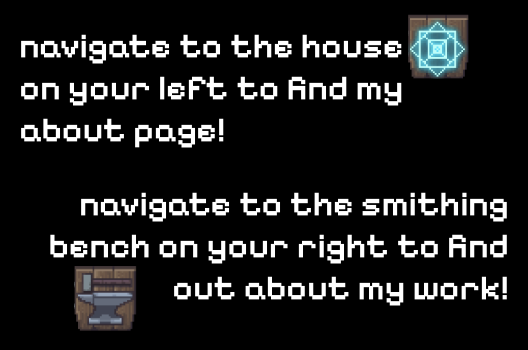 navigate to the house
on your left to find my
about page!
navigate to the smithing
bench on your right to find
out about my work!